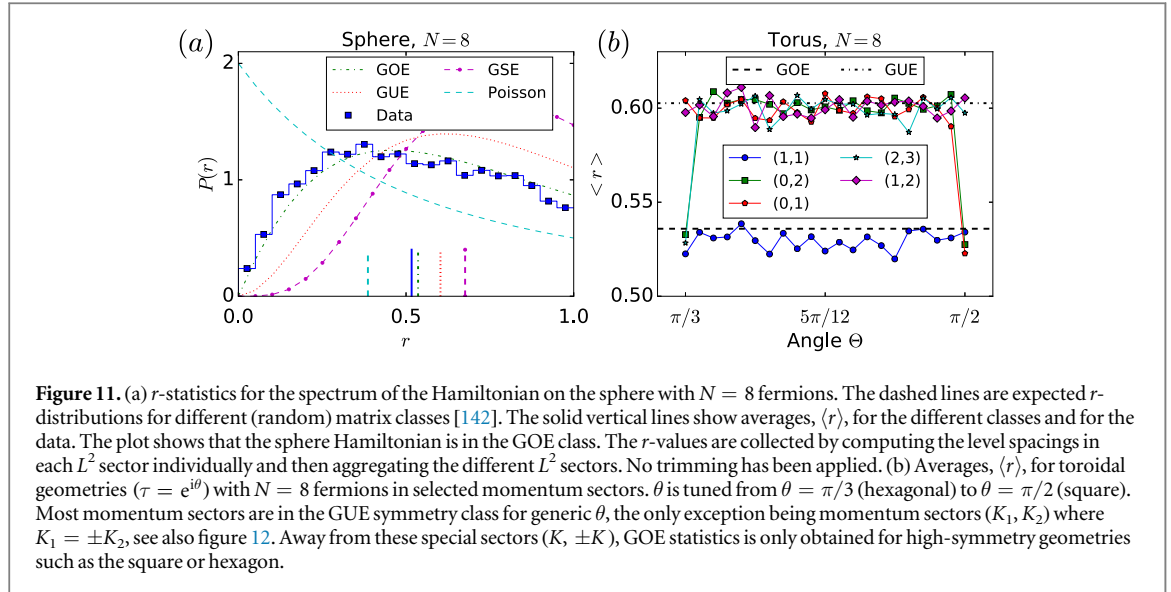 (a)
Sphere, N = 8
GOE
GUE
Data
GSE
Poisson
P(r)
2
1
0
0.0
0.5
1.0
r
(b)
Torus, N = 8
GOE
GUE
(1,1)
(0,2)
(0,1)
(2,3)
(1,2)
< r >
0.60
0.55
0.50
π/3
5π/12
π/2
Angle Θ
Figure 11. (a) r-statistics for the spectrum of the Hamiltonian on the sphere with N = 8 fermions. The dashed lines are expected r-
distributions for different (random) matrix classes [142]. The solid vertical lines show averages, ⟨r⟩, for the different classes and for the
data. The plot shows that the sphere Hamiltonian is in the GOE class. The r-values are collected by computing the level spacings in
each L² sector individually and then aggregating the different L² sectors. No trimming has been applied. (b) Averages, ⟨r⟩, for toroidal
geometries (τ = e^{iθ}) with N = 8 fermions in selected momentum sectors. θ is tuned from θ = π/3 (hexagonal) to θ = π/2 (square).
Most momentum sectors are in the GUE symmetry class for generic θ, the only exception being momentum sectors (K₁, K₂) where
K₁ = ±K₂, see also figure 12. Away from these special sectors (K, ±K), GOE statistics is only obtained for high-symmetry geometries
such as the square or hexagon.